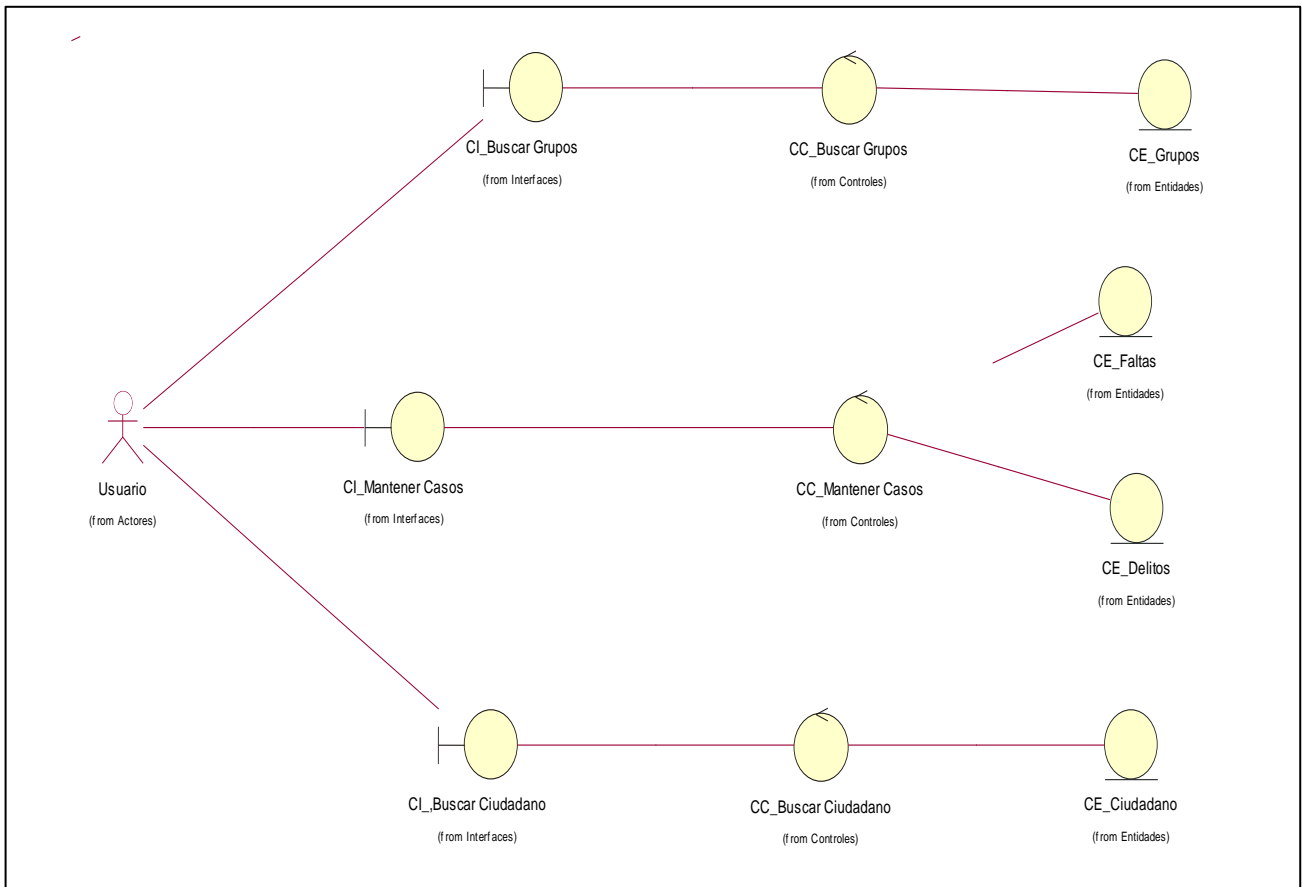 CI_Buscar Grupos
(from Interfaces)
CC_Buscar Grupos
(from Controles)
CE_Grupos
(from Entidades)
CE_Faltas
(from Entidades)
Usuario
(from Actores)
CI_Mantener Casos
(from Interfaces)
CC_Mantener Casos
(from Controles)
CE_Delitos
(from Entidades)
CI_,Buscar Ciudadano
(from Interfaces)
CC_Buscar Ciudadano
(from Controles)
CE_Ciudadano
(from Entidades)